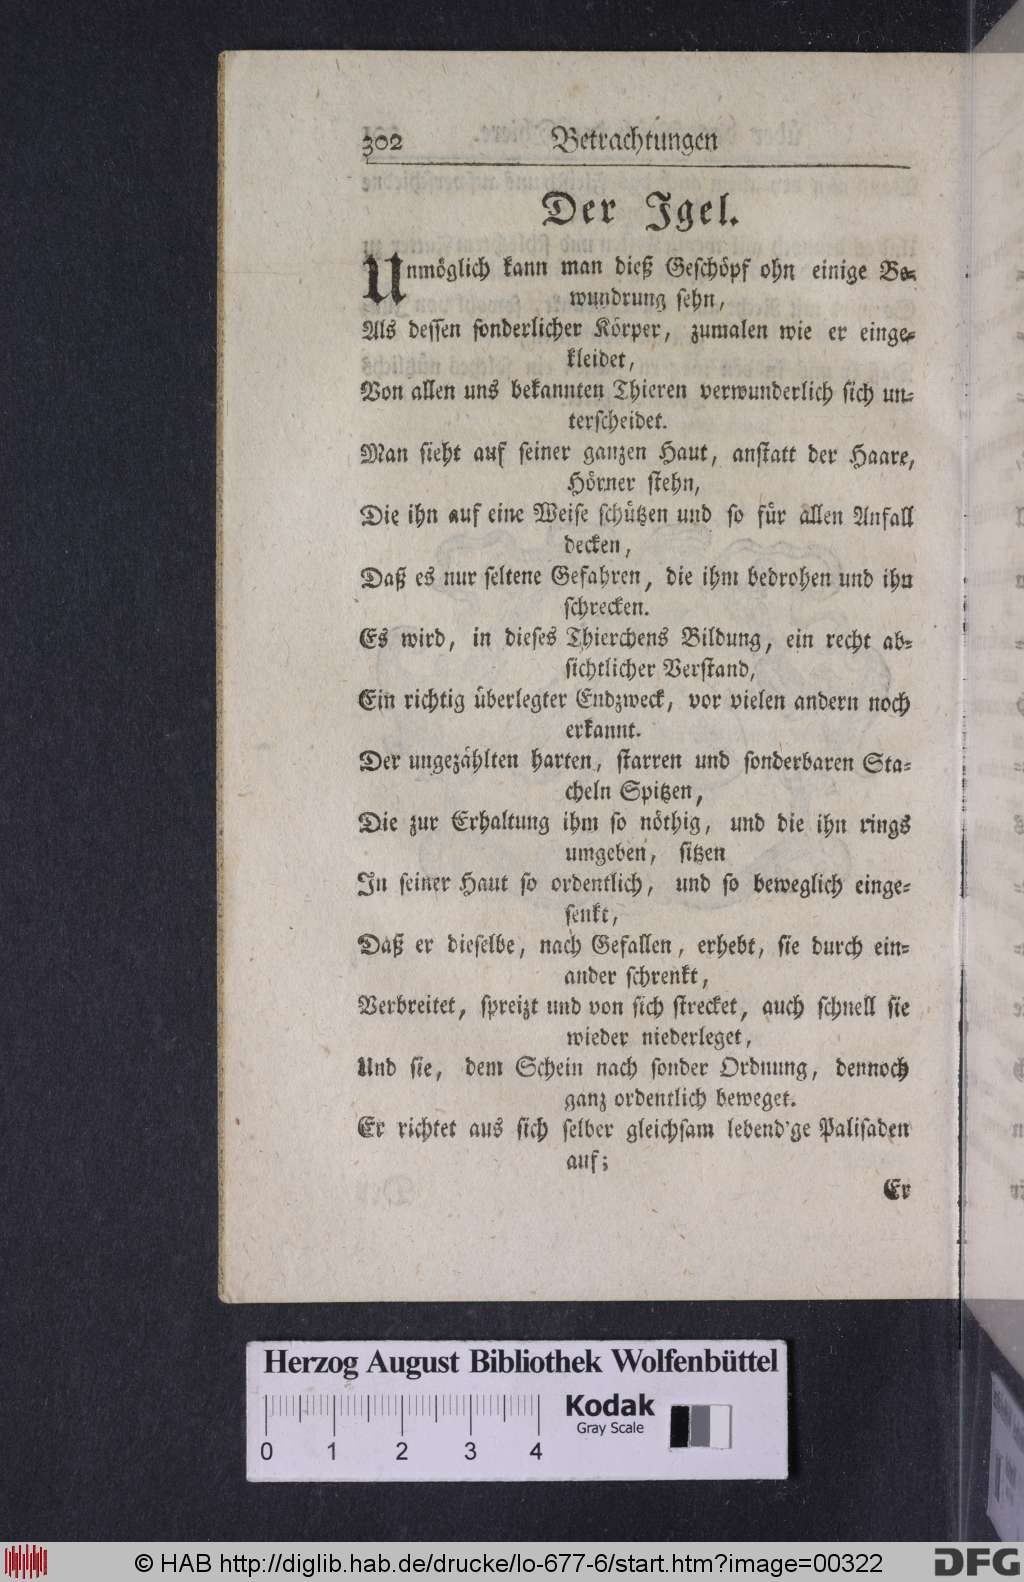 302 Betrachtungen
Der Igel.
Unmöglich kann man dieß Geschöpf ohn einige Be-
wundrung sehn,
Als dessen sonderlicher Körper, zumalen wie er einge-
kleidet,
Von allen uns bekannten Thieren verwunderlich sich un-
terscheidet.
Man sieht auf seiner ganzen Haut, anstatt der Haare,
Hörner stehn,
Die ihn auf eine Weise schützen und so für allen Anfall
decken,
Daß es nur seltene Gefahren, die ihm bedrohen und ihn
schrecken.
Es wird, in dieses Thierchens Bildung, ein recht ab-
sichtlicher Verstand,
Ein richtig überlegter Endzweck, vor vielen andern noch
erkannt.
Der ungezählten harten, starren und sonderbaren Sta-
cheln Spitzen,
Die zur Erhaltung ihm so nöthig, und die ihn rings
umgeben, sitzen
In seiner Haut so ordentlich, und so beweglich einge-
senkt,
Daß er dieselbe, nach Gefallen, erhebt, sie durch ein-
ander schrenkt,
Verbreitet, spreizt und von sich strecket, auch schnell sie
wieder niederleget,
Und sie, dem Schein nach sonder Ordnung, dennoch
ganz ordentlich beweget.
Er richtet aus sich selber gleichsam lebend'ge Palisaden
auf;
Er
Herzog August Bibliothek Wolfenbüttel
Kodak
Gray Scale
0 1 2 3 4
© HAB http://diglib.hab.de/drucke/lo-677-6/start.htm?image=00322
DFG